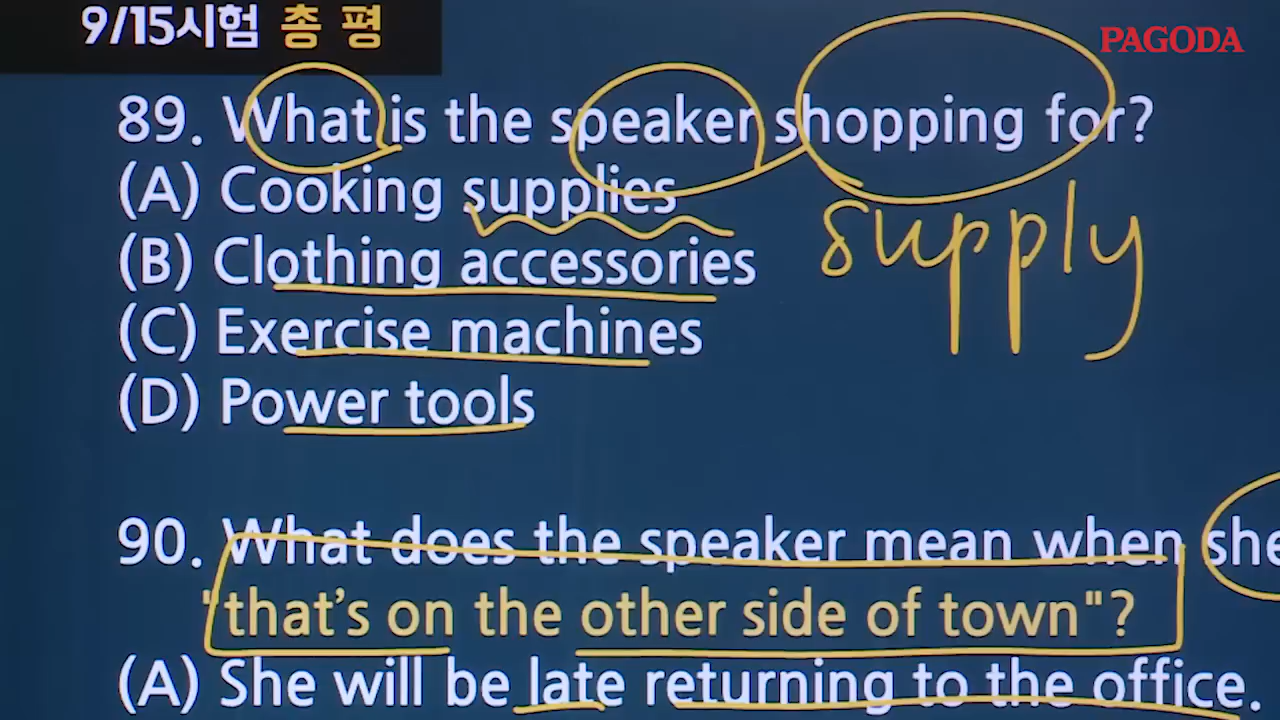 9/15시험 총 평
PAGODA
89. What is the speaker shopping for?
(A) Cooking supplies
supply
(B) Clothing accessories
(C) Exercise machines
(D) Power tools
90. What does the speaker mean when she
"that's on the other side of town"?
(A) She will be late returning to the office.